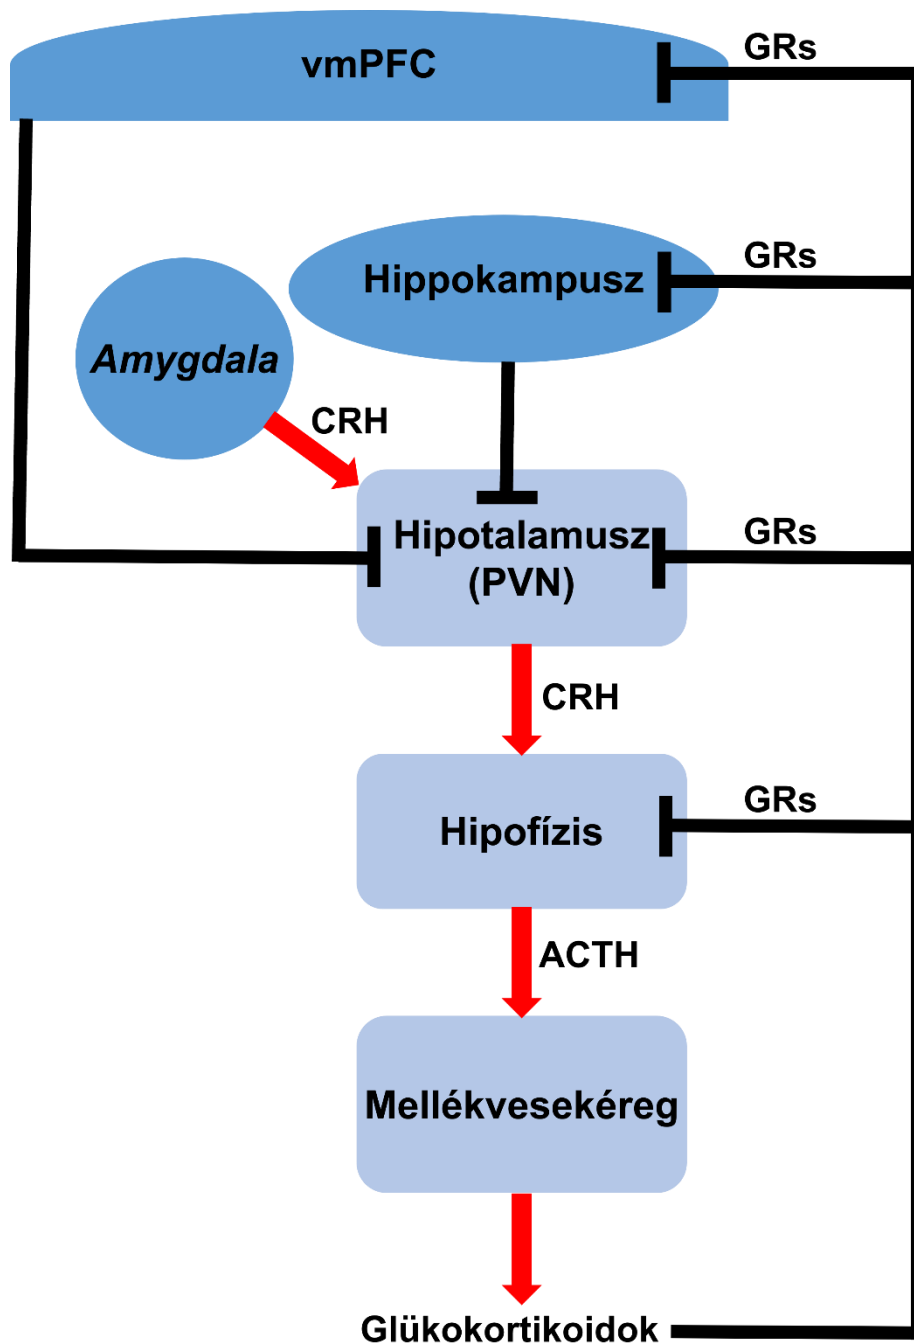 GRs
vmPFC
Hippokampusz
GRs
Amygdala
CRH
Hipotalamusz
(PVN)
GRs
CRH
Hipofízis
GRs
ACTH
Mellékvesekéreg
Glükokortikoidok